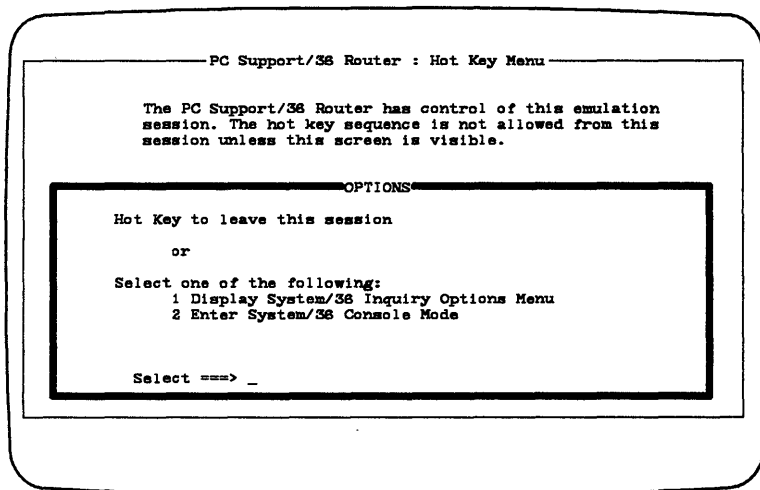 PC Support/36 Router : Hot Key Menu
The PC Support/36 Router has control of this emulation
session. The hot key sequence is not allowed from this
session unless this screen is visible.
OPTIONS
Hot Key to leave this session
or
Select one of the following:
1 Display System/36 Inquiry Options Menu
2 Enter System/36 Console Mode
Select ===> _